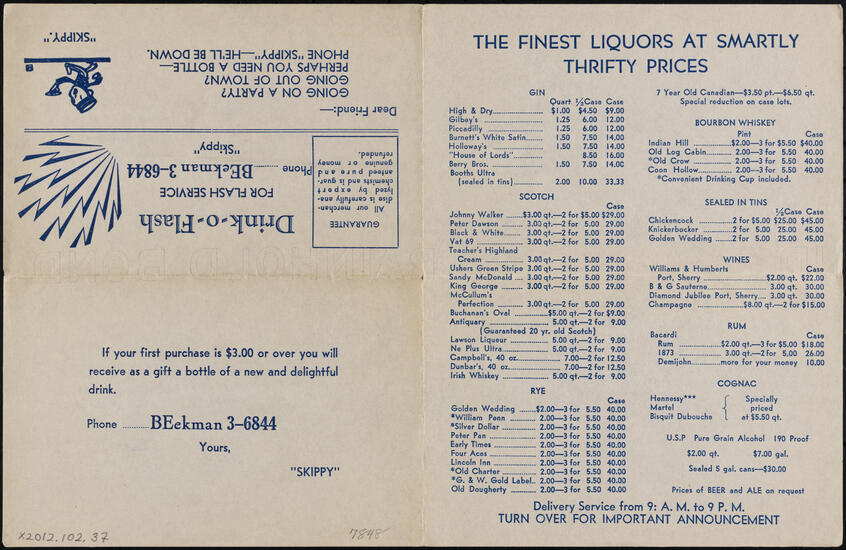 "SKIPPY".
Dear Friend:—
GOING ON A PARTY?
GOING OUT OF TOWN?
PERHAPS YOU NEED A BOTTLE—
PHONE "SKIPPY"—HE'LL BE DOWN.
Drink-o-Flash
FOR FLASH SERVICE
Phone ........ BEekman 3-6844
"Skippy"
GUARANTEE
All our merchan-
dise is carefully ana-
lyzed by expert
chemists and is guar-
anteed pure and
genuine or money
refunded.
If your first purchase is $3.00 or over you will
receive as a gift a bottle of a new and delightful
drink.
Phone .......... BEekman 3-6844
Yours,
"SKIPPY"
X2012.102.37
7848
THE FINEST LIQUORS AT SMARTLY
THRIFTY PRICES
GIN
Quart ½Case Case
High & Dry........ $1.00 $4.50 $9.00
Gilbey's ........ 1.25 6.00 12.00
Piccadilly ........ 1.25 6.00 12.00
Burnett's White Satin.... 1.50 7.50 14.00
Holloway's ........ 1.50 7.50 14.00
"House of Lords"........ 8.50 16.00
Berry Bros. ........ 1.50 7.50 14.00
Booths Ultra
(sealed in tins) ........ 2.00 10.00 33.33
SCOTCH
Case
Johnny Walker ........$3.00 qt.—2 for $5.00 $29.00
Peter Dawson ........ 3.00 qt.—2 for 5.00 29.00
Black & White........ 3.00 qt.—2 for 5.00 29.00
Vat 69 ........ 3.00 qt.—2 for 5.00 29.00
Teacher's Highland
Cream ........ 3.00 qt.—2 for 5.00 29.00
Ushers Green Stripe 3.00 qt.—2 for 5.00 29.00
Sandy McDonald .... 3.00 qt.—2 for 5.00 29.00
King George ........ 3.00 qt.—2 for 5.00 29.00
McCullum's
Perfection ........ 3.00 qt.—2 for 5.00 29.00
Buchanan's Oval ........$5.00 qt.—2 for $9.00
Antiquary ........ 5.00 qt.—2 for 9.00
(Guaranteed 20 yr. old Scotch)
Lawson Liqueur ........ 5.00 qt.—2 for 9.00
Ne Plus Ultra........ 5.00 qt.—2 for 9.00
Campbell's, 40 oz. ........ 7.00—2 for 12.50
Dunbar's, 40 oz. ........ 7.00—2 for 12.50
Irish Whiskey ........ 5.00 qt.—2 for 9.00
RYE
Case
Golden Wedding ........$2.00—3 for 5.50 40.00
*William Penn ........ 2.00—3 for 5.50 40.00
*Silver Dollar ........ 2.00—3 for 5.50 40.00
Peter Pan ........ 2.00—3 for 5.50 40.00
Early Times ........ 2.00—3 for 5.50 40.00
Four Aces ........ 2.00—3 for 5.50 40.00
Lincoln Inn ........ 2.00—3 for 5.50 40.00
*Old Charter ........ 2.00—3 for 5.50 40.00
*G. & W. Gold Label.. 2.00—3 for 5.50 40.00
Old Dougherty ........ 2.00—3 for 5.50 40.00
7 Year Old Canadian—$3.50 pt.—$6.50 qt.
Special reduction on case lots.
BOURBON WHISKEY
Pint Case
Indian Hill ........$2.00—3 for $5.50 $40.00
Old Log Cabin........ 2.00—3 for 5.50 40.00
*Old Crow ........ 2.00—3 for 5.50 40.00
Coon Hollow........ 2.00—3 for 5.50 40.00
*Convenient Drinking Cup included.
SEALED IN TINS
½Case Case
Chickencock ........2 for $5.00 $25.00 $45.00
Knickerbocker ........2 for 5.00 25.00 45.00
Golden Wedding ........2 for 5.00 25.00 45.00
WINES
Williams & Humberts Case
Port, Sherry........ $2.00 qt. $22.00
B & G Sauterne........ 3.00 qt. 30.00
Diamond Jubilee Port, Sherry.... 3.00 qt. 30.00
Champagne ........$8.00 qt.—2 for $15.00
RUM
Bacardi Case
Rum ........$2.00 qt.—3 for $5.00 $18.00
1873 ........ 3.00 qt.—2 for 5.00 26.00
Demijohn........more for your money 10.00
COGNAC
Hennessy*** Specially
Martel priced
Bisquit Dubouche at $5.50 qt.
U.S.P Pure Grain Alcohol 190 Proof
$2.00 qt. $7.00 gal.
Sealed 5 gal. cans—$30.00
Prices of BEER and ALE on request
Delivery Service from 9: A. M. to 9 P. M.
TURN OVER FOR IMPORTANT ANNOUNCEMENT